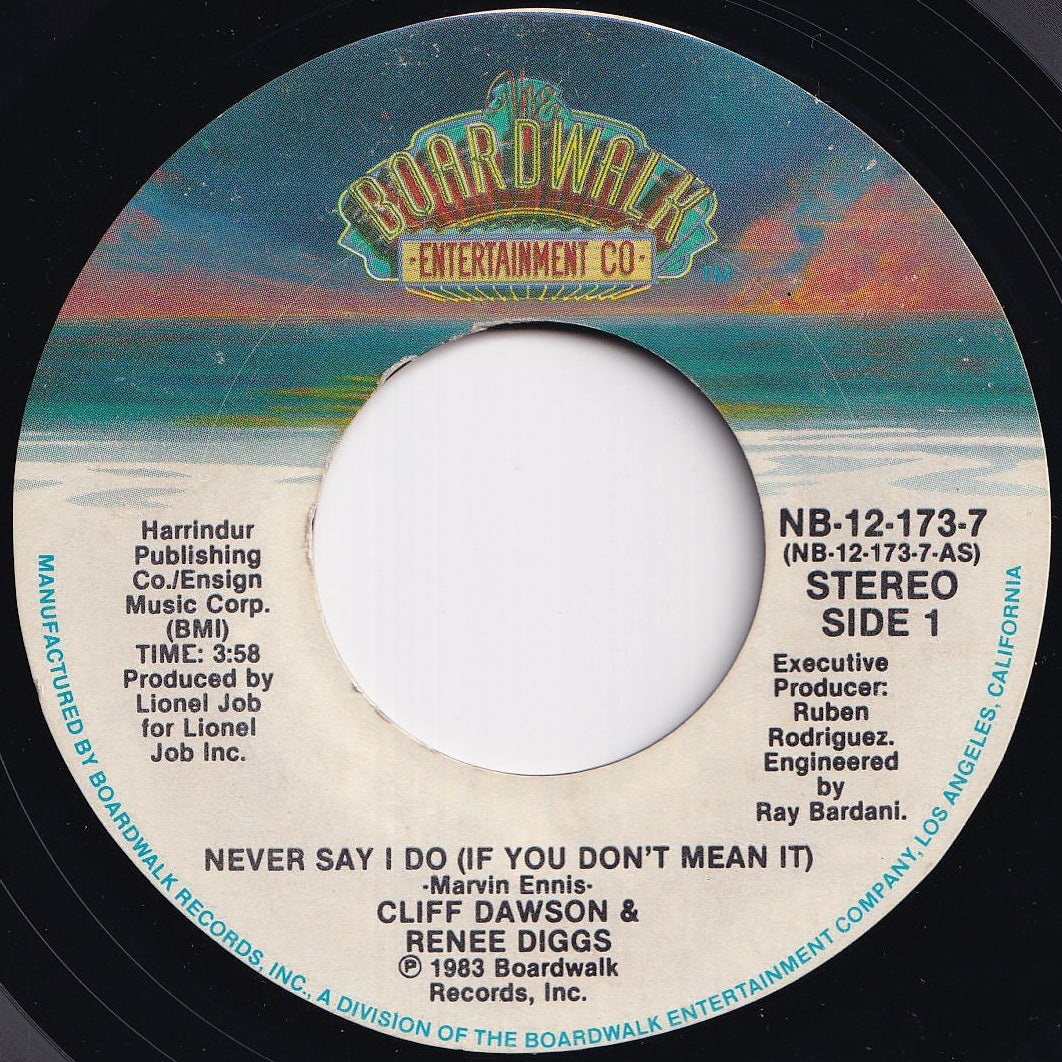 The
BOARDWALK
·ENTERTAINMENT CO·
TM
Harrindur
Publishing
Co./Ensign
Music Corp.
(BMI)
TIME: 3:58
Produced by
Lionel Job
for Lionel
Job Inc.
NB-12-173-7
(NB-12-173-7-AS)
STEREO
SIDE 1
Executive
Producer:
Ruben
Rodriguez.
Engineered
by
Ray Bardani.
NEVER SAY I DO (IF YOU DON'T MEAN IT)
-Marvin Ennis-
CLIFF DAWSON &
RENEE DIGGS
℗ 1983 Boardwalk
Records, Inc.
MANUFACTURED BY BOARDWALK RECORDS, INC., A DIVISION OF THE BOARDWALK ENTERTAINMENT COMPANY, LOS ANGELES, CALIFORNIA